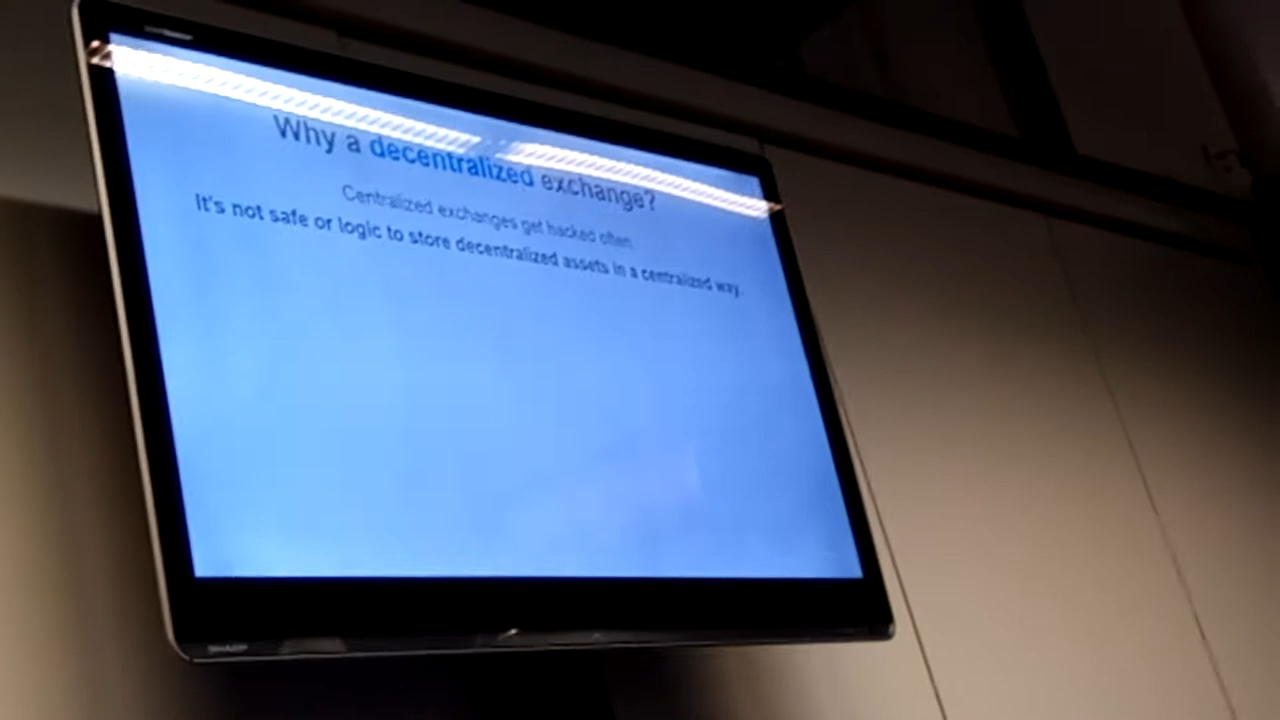 Why a decentralized exchange?
Centralized exchanges get hacked often.
It's not safe or logic to store decentralized assets in a centralized way.
SHARP